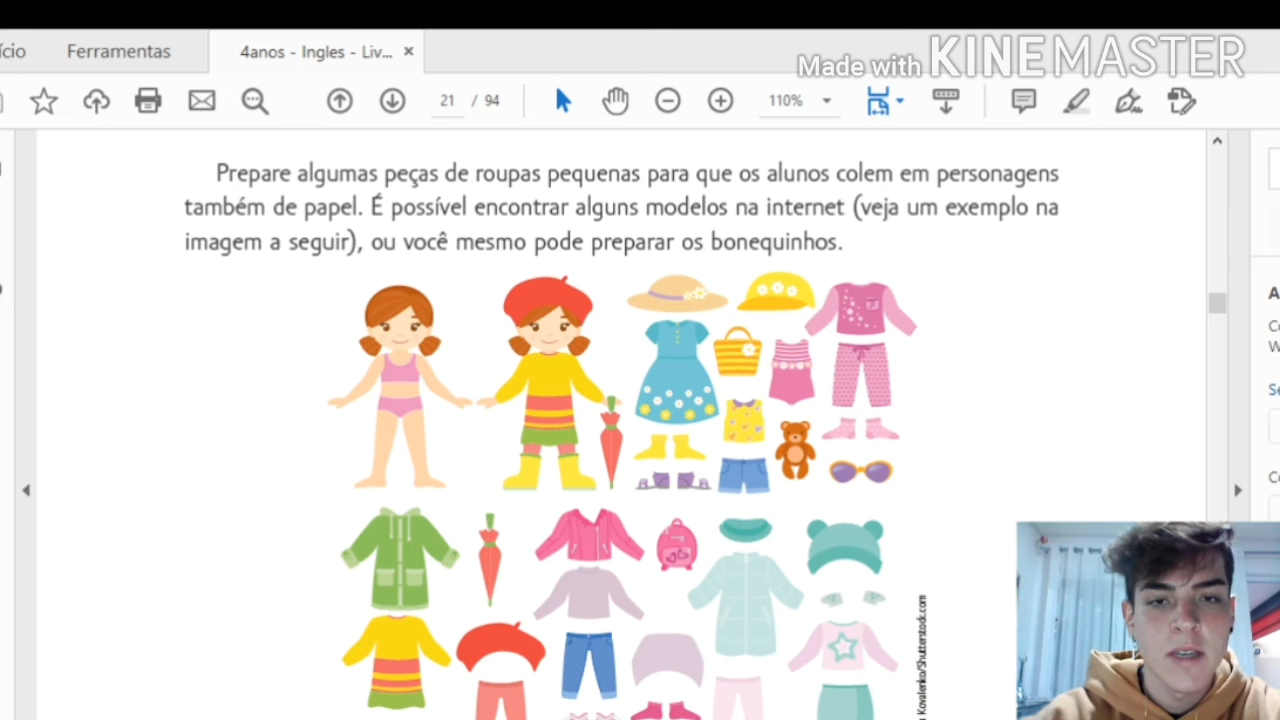 ício
Ferramentas
4anos - Ingles - Liv...
Made with KINEMASTER
21 / 94
110%
Prepare algumas peças de roupas pequenas para que os alunos colem em personagens
também de papel. É possível encontrar alguns modelos na internet (veja um exemplo na
imagem a seguir), ou você mesmo pode preparar os bonequinhos.
Kovalenko/Shutterstock.com